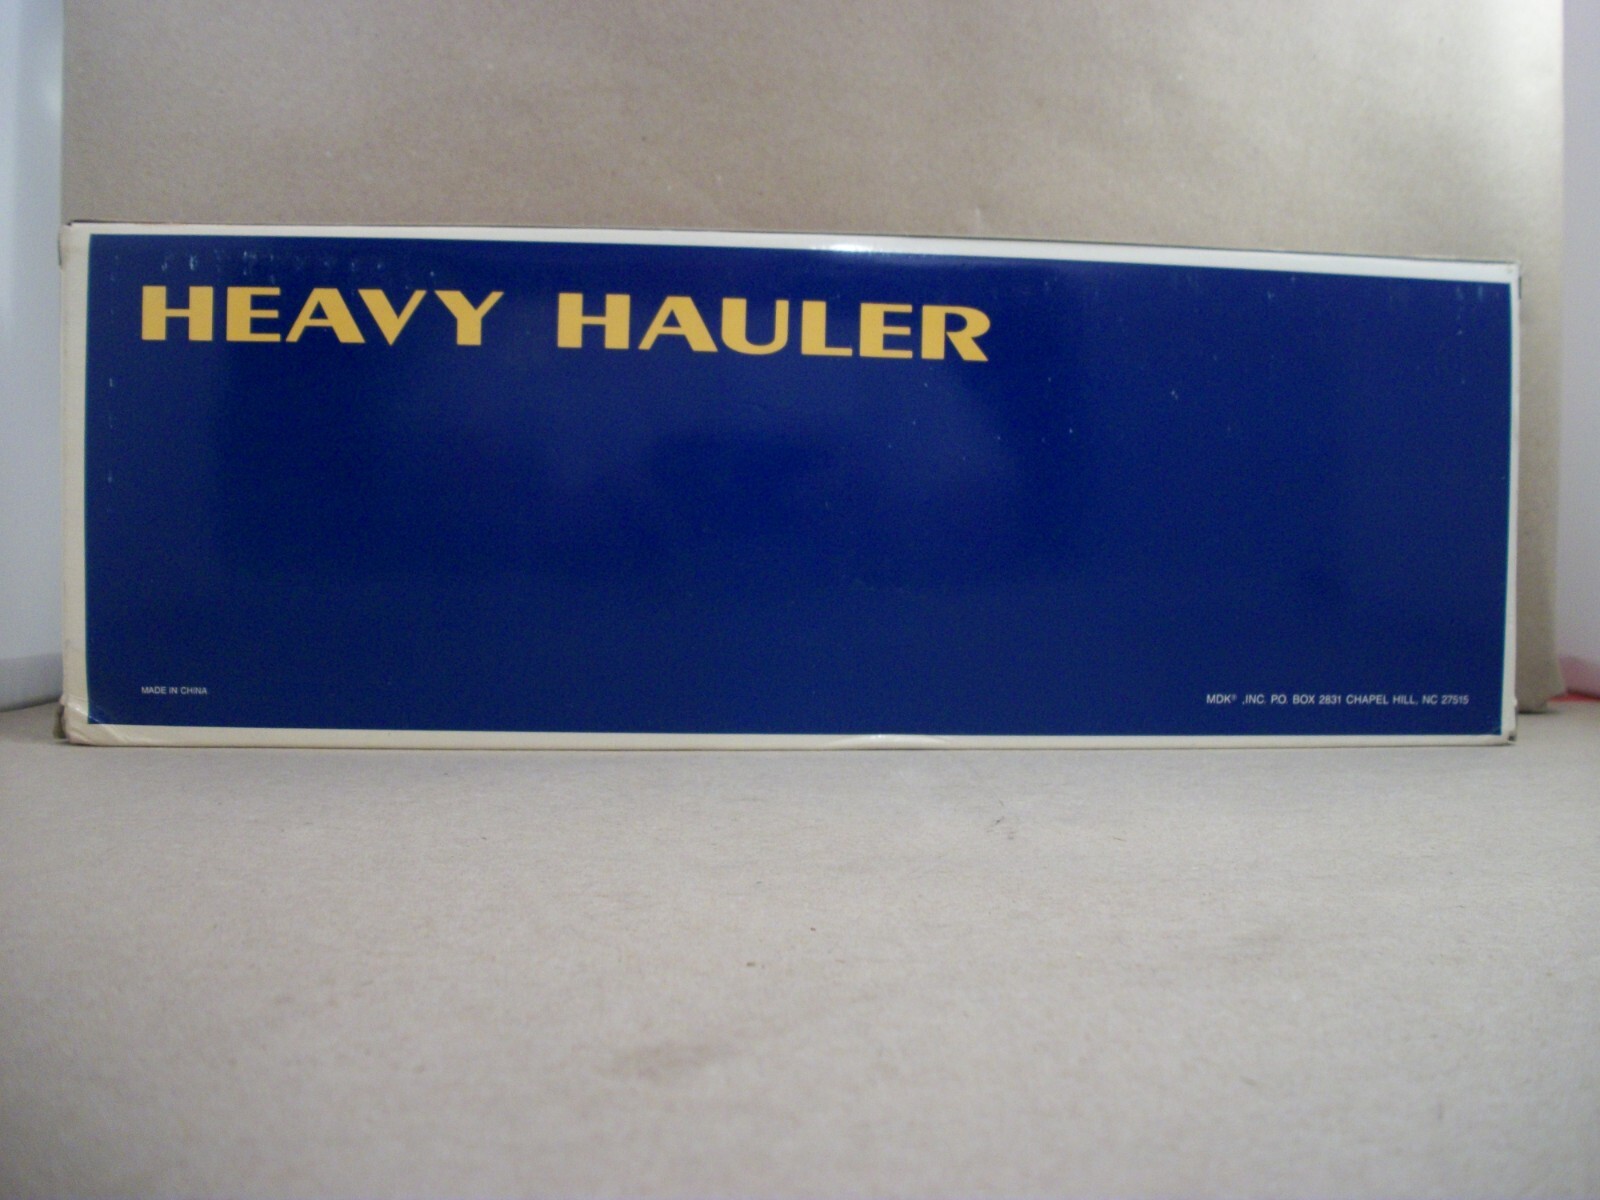 HEAVY HAULER
MADE IN CHINA
MDK® ,INC. P.O. BOX 2831 CHAPEL HILL, NC 27515